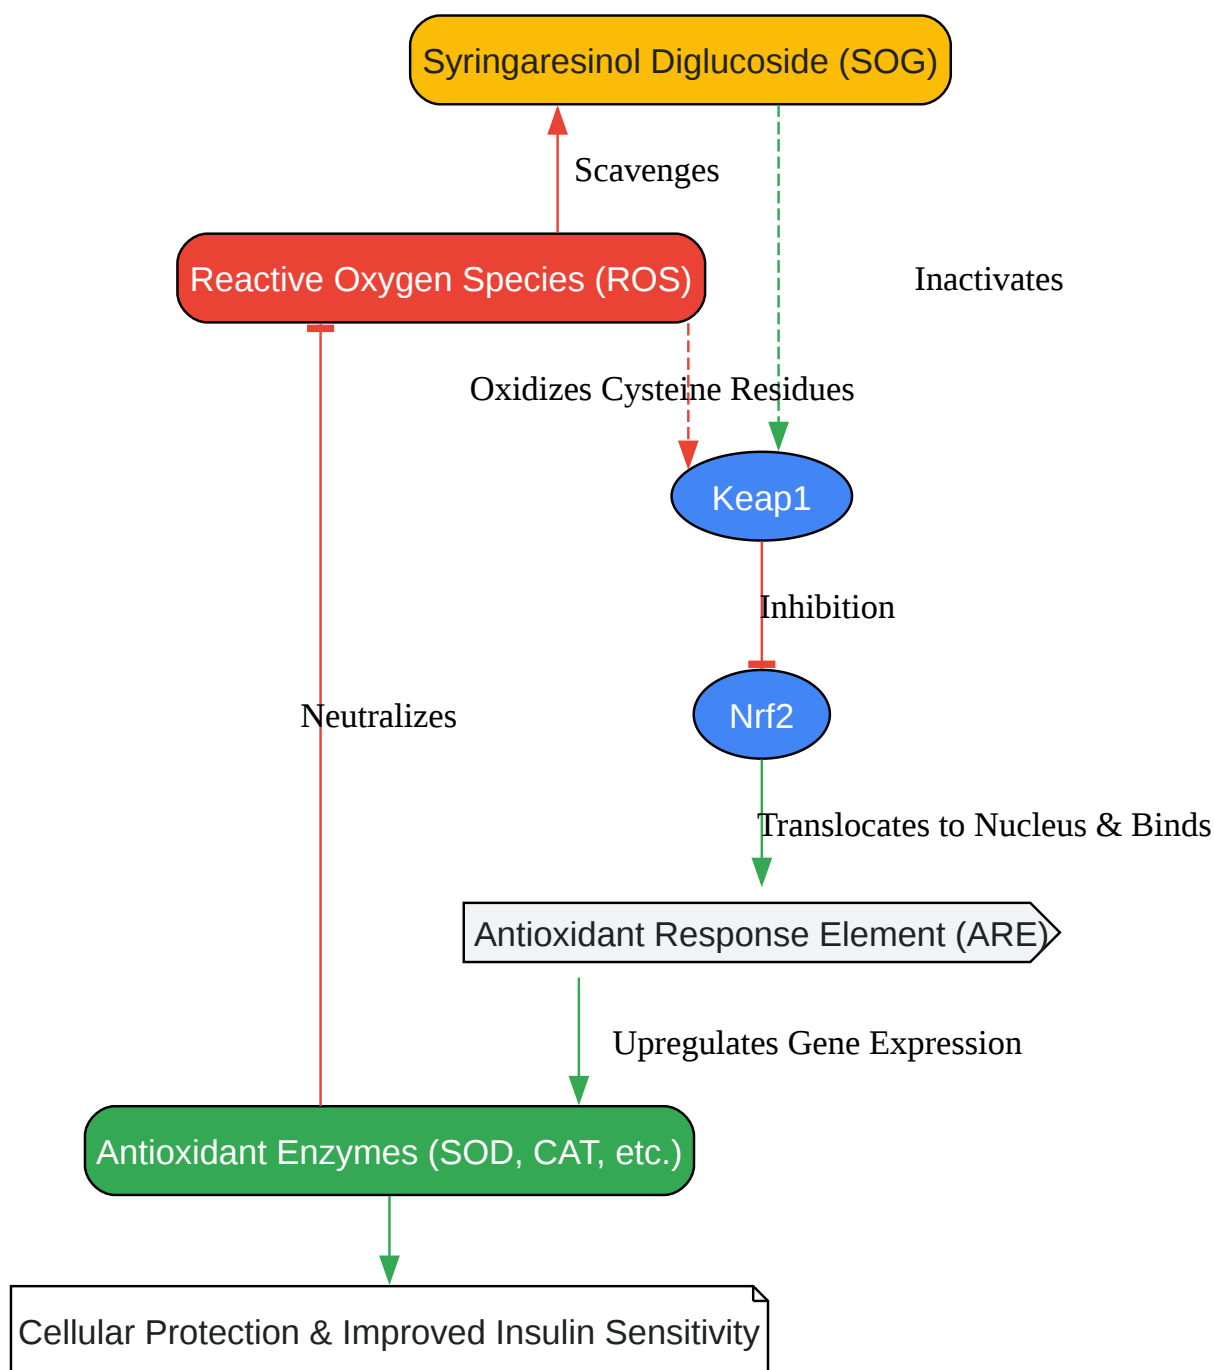 Syringaresinol Diglucoside (SOG)
Scavenges
Reactive Oxygen Species (ROS)
Inactivates
Oxidizes Cysteine Residues
Keap1
Inhibition
Nrf2
Neutralizes
Translocates to Nucleus & Binds
Antioxidant Response Element (ARE)
Upregulates Gene Expression
Antioxidant Enzymes (SOD, CAT, etc.)
Cellular Protection & Improved Insulin Sensitivity